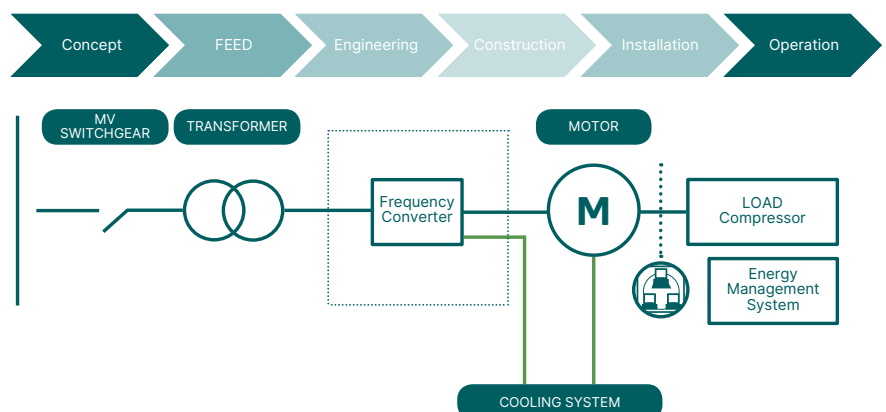 Concept
FEED
Engineering
Construction
Installation
Operation
MV
SWITCHGEAR
TRANSFORMER
MOTOR
Frequency
Converter
M
LOAD
Compressor
Energy
Management
System
COOLING SYSTEM